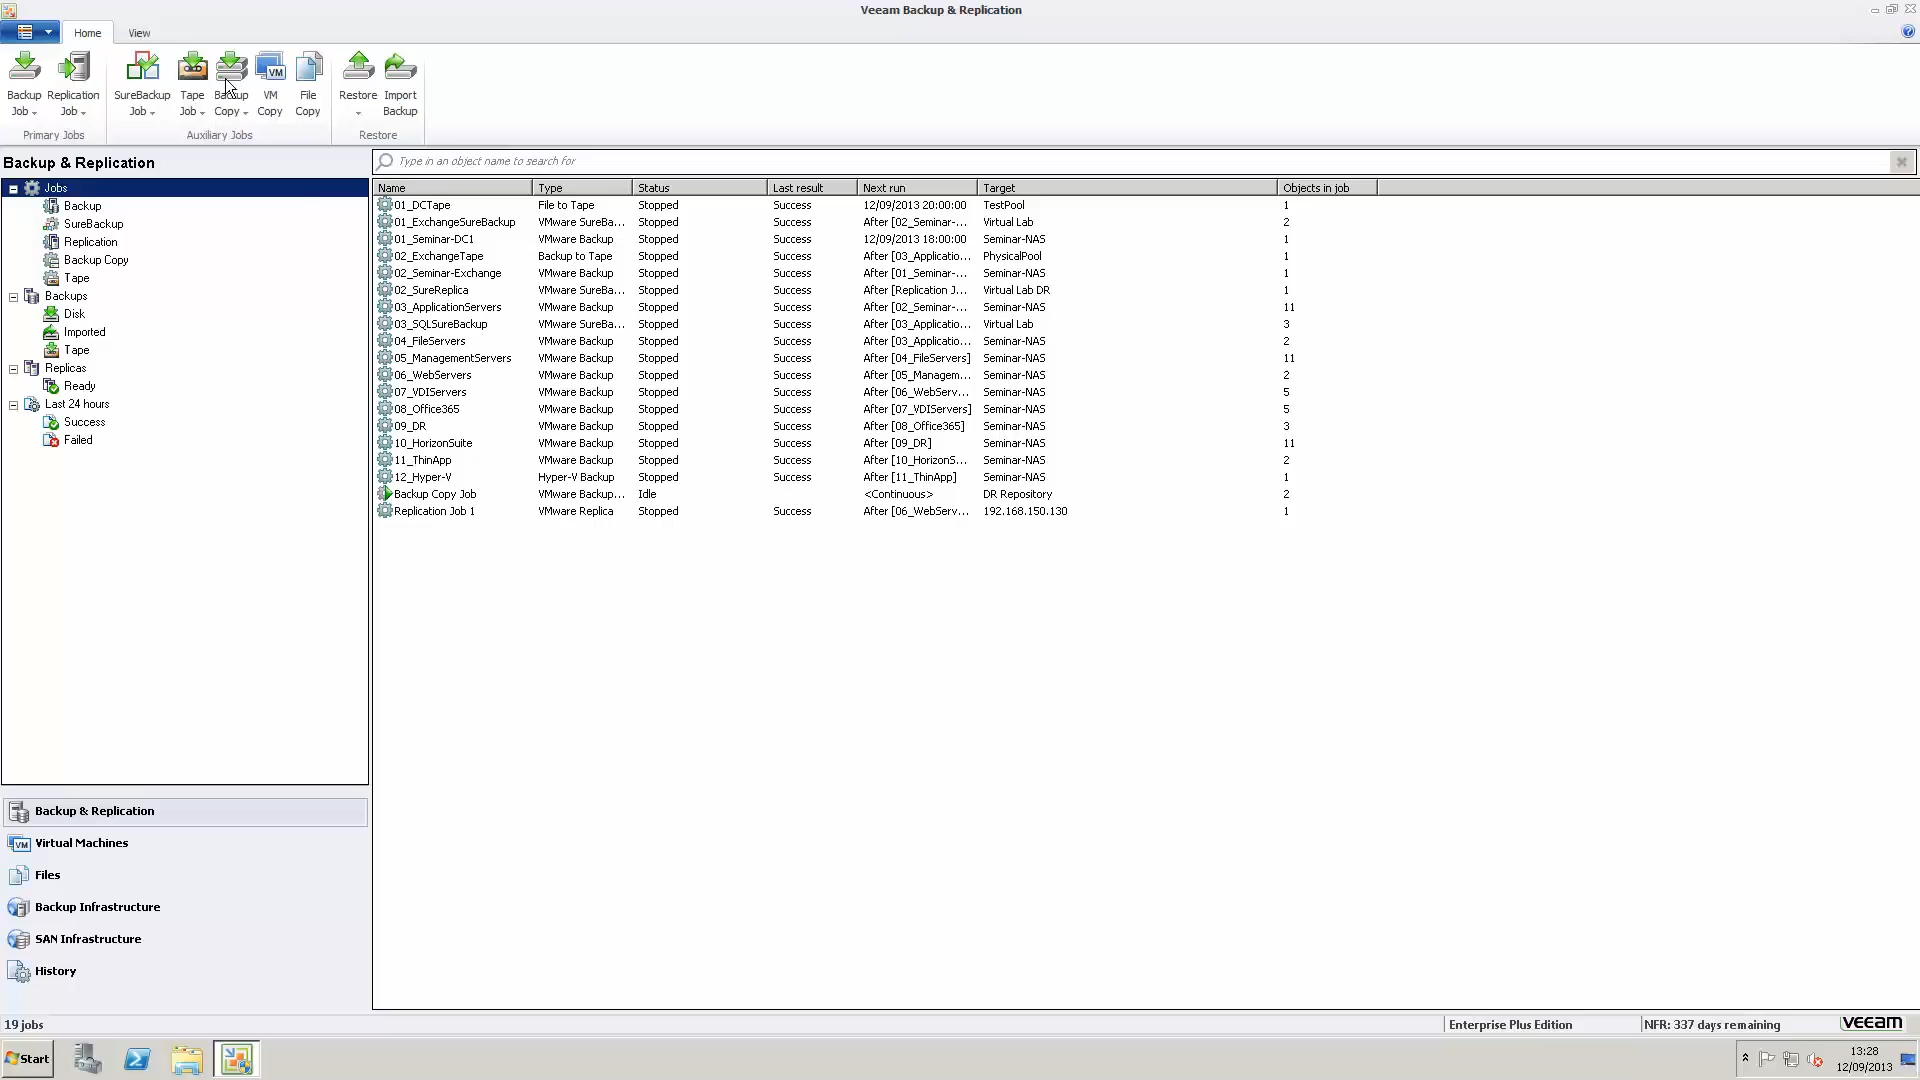 Veeam Backup & Replication
Home View
Backup Job
Replication Job
SureBackup Job
Tape Job
Backup Copy
VM Copy
File Copy
Restore
Import Backup
Primary Jobs
Auxiliary Jobs
Restore
Backup & Replication
Type in an object name to search for
Jobs
Backup
SureBackup
Replication
Backup Copy
Tape
Backups
Disk
Imported
Tape
Replicas
Ready
Last 24 hours
Success
Failed
Name Type Status Last result Next run Target Objects in job
01_DCTape File to Tape Stopped Success 12/09/2013 20:00:00 TestPool 1
01_ExchangeSureBackup VMware SureBa... Stopped Success After [02_Seminar-... Virtual Lab 2
01_Seminar-DC1 VMware Backup Stopped Success 12/09/2013 18:00:00 Seminar-NAS 1
02_ExchangeTape Backup to Tape Stopped Success After [03_Applicatio... PhysicalPool 1
02_Seminar-Exchange VMware Backup Stopped Success After [01_Seminar-... Seminar-NAS 1
02_SureReplica VMware SureBa... Stopped Success After [Replication J... Virtual Lab DR 1
03_ApplicationServers VMware Backup Stopped Success After [02_Seminar-... Seminar-NAS 11
03_SQLSureBackup VMware SureBa... Stopped Success After [03_Applicatio... Virtual Lab 3
04_FileServers VMware Backup Stopped Success After [03_Applicatio... Seminar-NAS 2
05_ManagementServers VMware Backup Stopped Success After [04_FileServers] Seminar-NAS 11
06_WebServers VMware Backup Stopped Success After [05_Managem... Seminar-NAS 2
07_VDIServers VMware Backup Stopped Success After [06_WebServ... Seminar-NAS 5
08_Office365 VMware Backup Stopped Success After [07_VDIServers] Seminar-NAS 5
09_DR VMware Backup Stopped Success After [08_Office365] Seminar-NAS 3
10_HorizonSuite VMware Backup Stopped Success After [09_DR] Seminar-NAS 11
11_ThinApp VMware Backup Stopped Success After [10_HorizonS... Seminar-NAS 2
12_Hyper-V Hyper-V Backup Stopped Success After [11_ThinApp] Seminar-NAS 1
Backup Copy Job VMware Backup... Idle <Continuous> DR Repository 2
Replication Job 1 VMware Replica Stopped Success After [06_WebServ... 192.168.150.130 1
Backup & Replication
Virtual Machines
Files
Backup Infrastructure
SAN Infrastructure
History
19 jobs
Enterprise Plus Edition
NFR: 337 days remaining
veeam
Start
13:28
12/09/2013